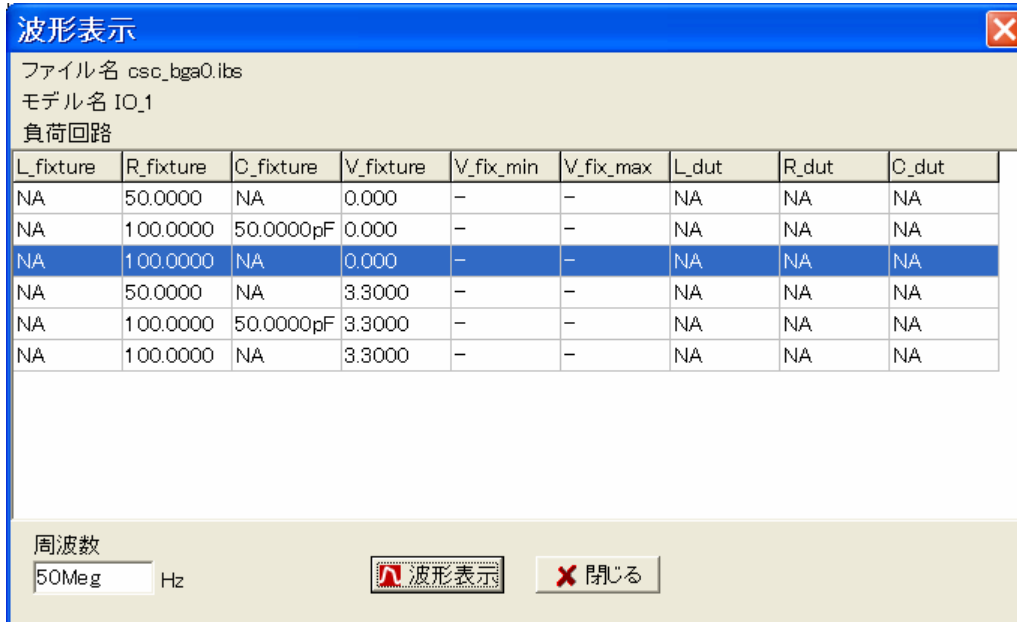 波形表示
ファイル名 csc_bga0.ibs
モデル名 IO_1
負荷回路
L_fixture R_fixture C_fixture V_fixture V_fix_min V_fix_max L_dut R_dut C_dut
NA 50.0000 NA 0.000 - - NA NA NA
NA 100.0000 50.0000pF 0.000 - - NA NA NA
NA 100.0000 NA 0.000 - - NA NA NA
NA 50.0000 NA 3.3000 - - NA NA NA
NA 100.0000 50.0000pF 3.3000 - - NA NA NA
NA 100.0000 NA 3.3000 - - NA NA NA
周波数
50Meg Hz 波形表示 閉じる